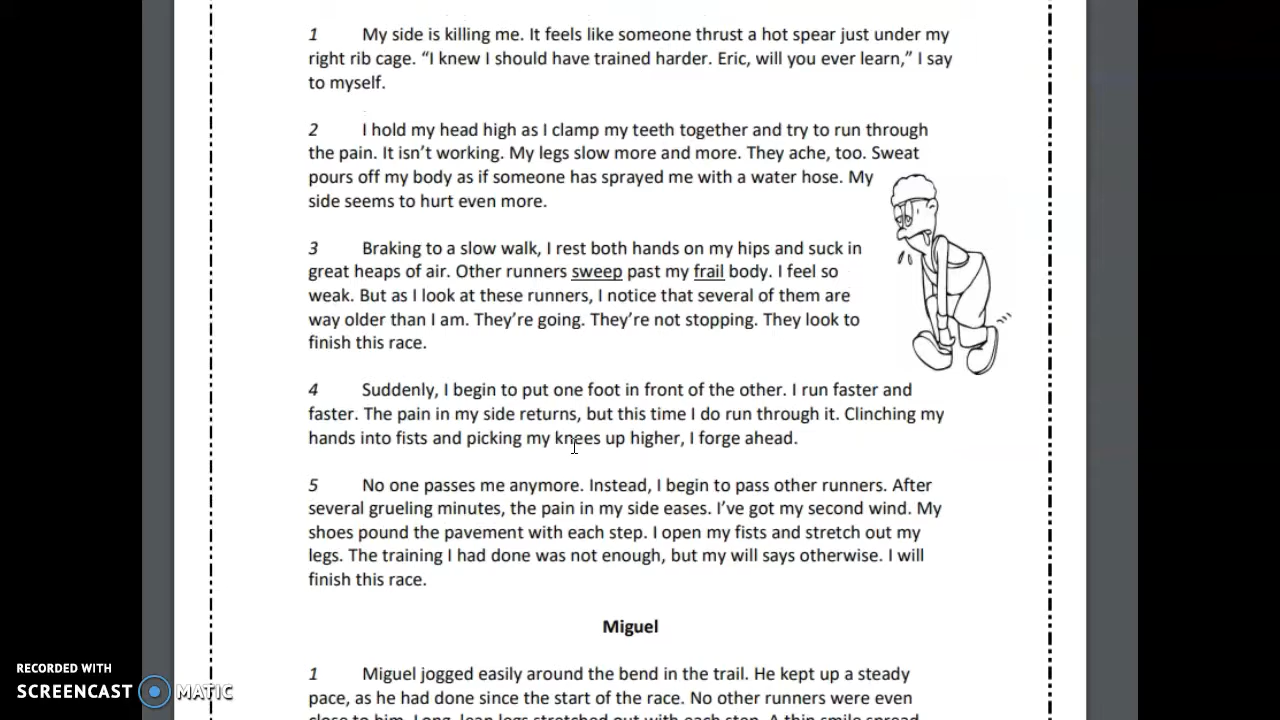 1 My side is killing me. It feels like someone thrust a hot spear just under my
right rib cage. “I knew I should have trained harder. Eric, will you ever learn,” I say
to myself.
2 I hold my head high as I clamp my teeth together and try to run through
the pain. It isn’t working. My legs slow more and more. They ache, too. Sweat
pours off my body as if someone has sprayed me with a water hose. My
side seems to hurt even more.
3 Braking to a slow walk, I rest both hands on my hips and suck in
great heaps of air. Other runners sweep past my frail body. I feel so
weak. But as I look at these runners, I notice that several of them are
way older than I am. They’re going. They’re not stopping. They look to
finish this race.
4 Suddenly, I begin to put one foot in front of the other. I run faster and
faster. The pain in my side returns, but this time I do run through it. Clinching my
hands into fists and picking my knees up higher, I forge ahead.
5 No one passes me anymore. Instead, I begin to pass other runners. After
several grueling minutes, the pain in my side eases. I’ve got my second wind. My
shoes pound the pavement with each step. I open my fists and stretch out my
legs. The training I had done was not enough, but my will says otherwise. I will
finish this race.
Miguel
1 Miguel jogged easily around the bend in the trail. He kept up a steady
pace, as he had done since the start of the race. No other runners were even
close to him. Long, lean legs stretched out with each step. A thin smile spread
RECORDED WITH
SCREENCAST MATIC